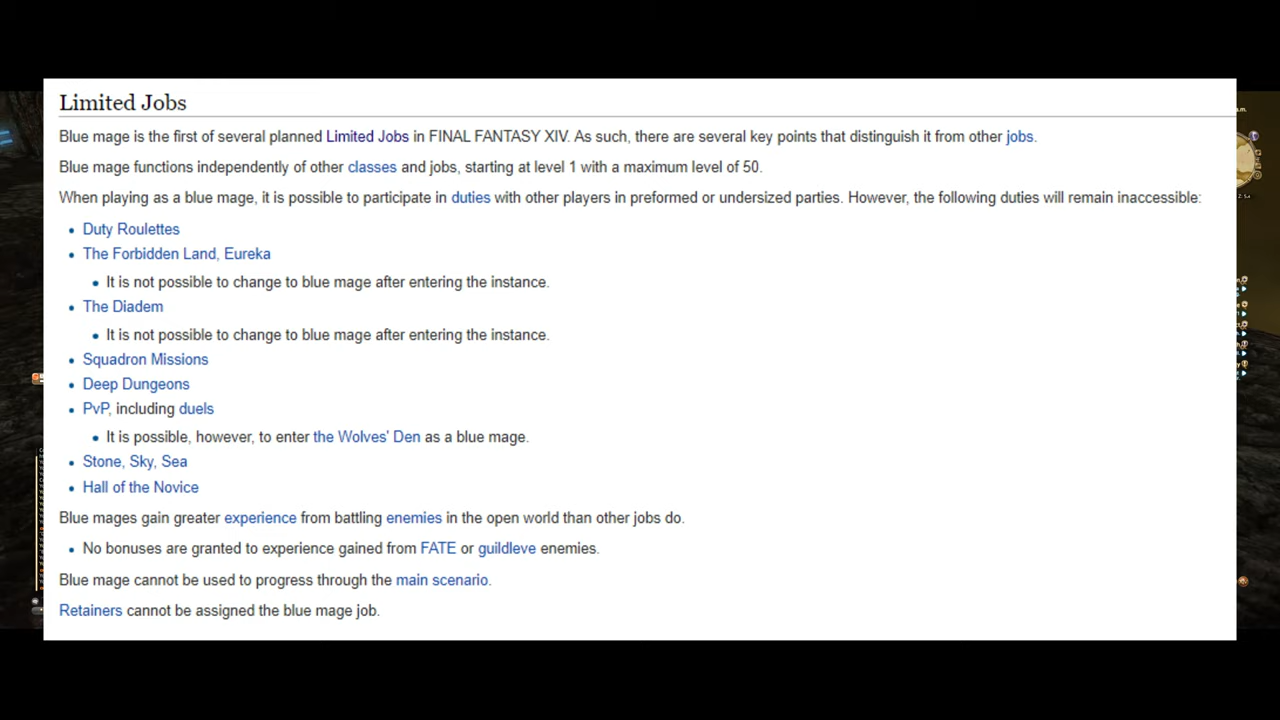 Limited Jobs
Blue mage is the first of several planned Limited Jobs in FINAL FANTASY XIV. As such, there are several key points that distinguish it from other jobs.
Blue mage functions independently of other classes and jobs, starting at level 1 with a maximum level of 50.
When playing as a blue mage, it is possible to participate in duties with other players in preformed or undersized parties. However, the following duties will remain inaccessible:
• Duty Roulettes
• The Forbidden Land, Eureka
• It is not possible to change to blue mage after entering the instance.
• The Diadem
• It is not possible to change to blue mage after entering the instance.
• Squadron Missions
• Deep Dungeons
• PvP, including duels
• It is possible, however, to enter the Wolves' Den as a blue mage.
• Stone, Sky, Sea
• Hall of the Novice
Blue mages gain greater experience from battling enemies in the open world than other jobs do.
• No bonuses are granted to experience gained from FATE or guildleve enemies.
Blue mage cannot be used to progress through the main scenario.
Retainers cannot be assigned the blue mage job.